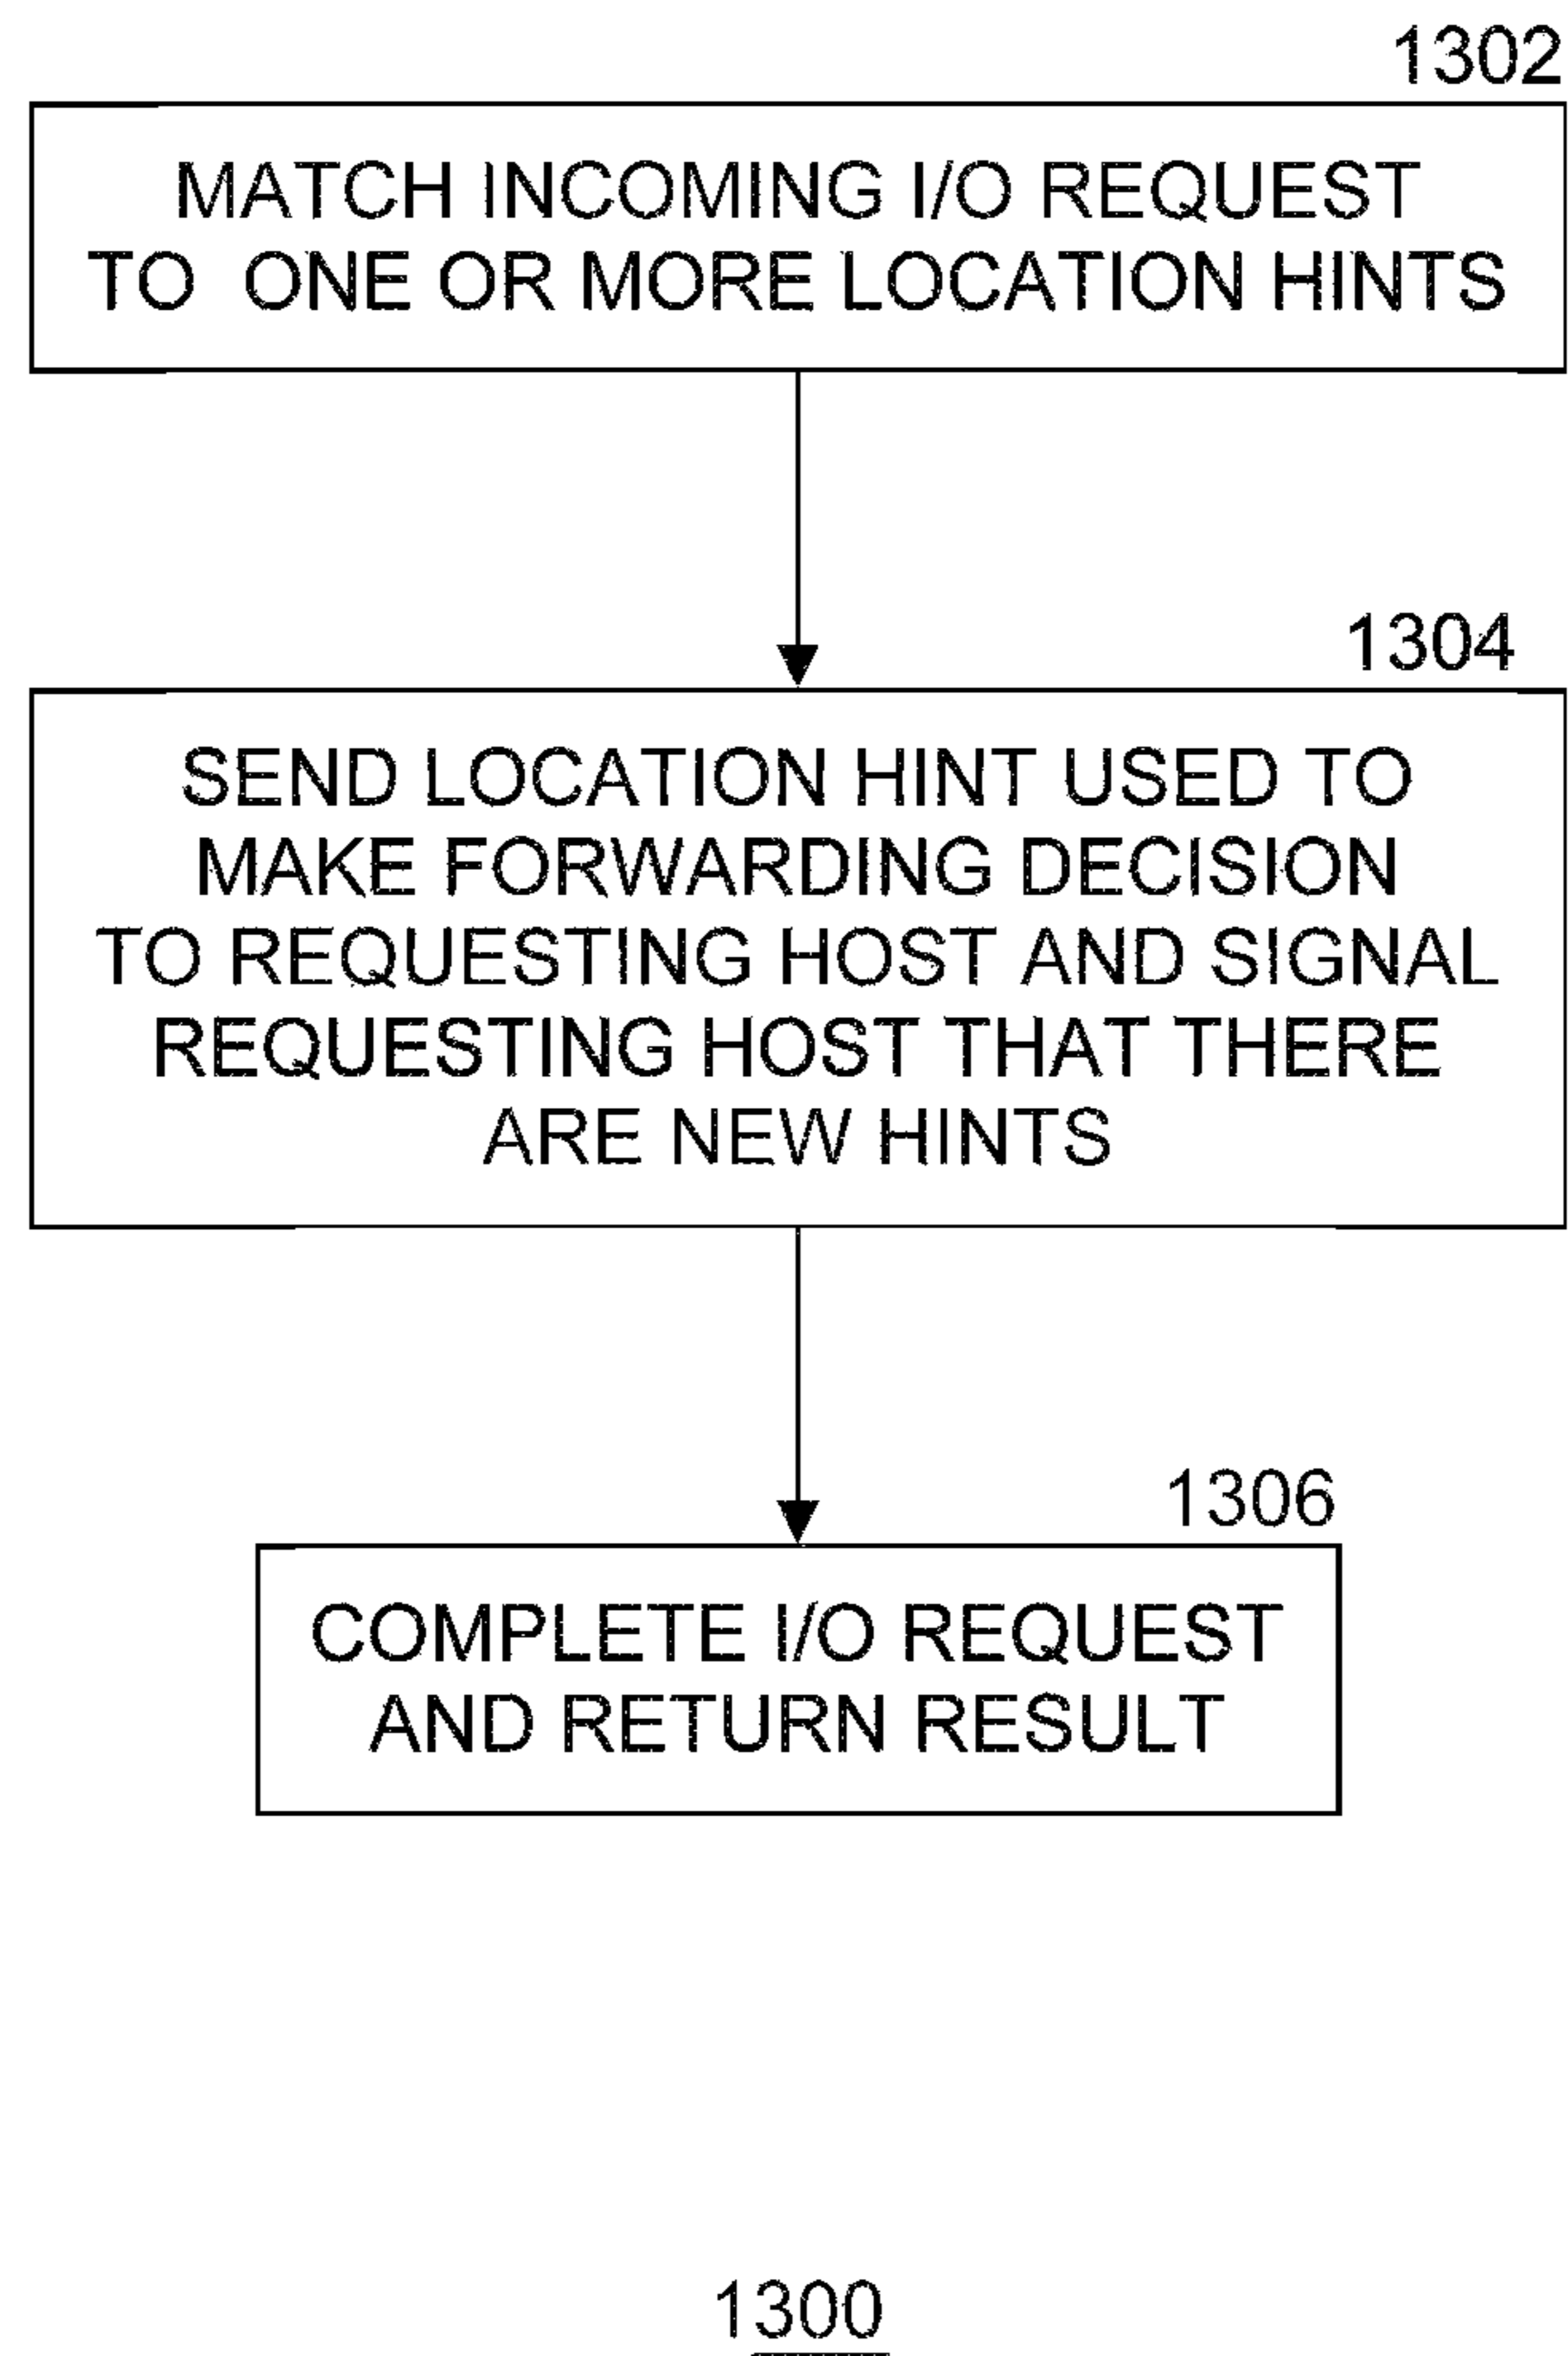 1302
MATCH INCOMING I/O REQUEST
TO ONE OR MORE LOCATION HINTS
1304
SEND LOCATION HINT USED TO
MAKE FORWARDING DECISION
TO REQUESTING HOST AND SIGNAL
REQUESTING HOST THAT THERE
ARE NEW HINTS
1306
COMPLETE I/O REQUEST
AND RETURN RESULT
1300